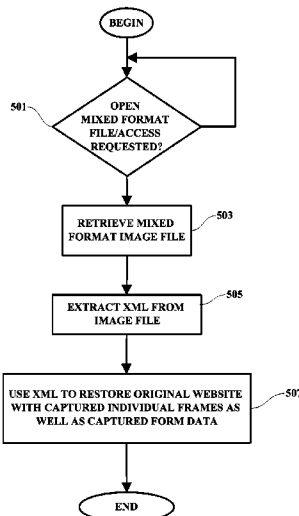 BEGIN
501
OPEN
MIXED FORMAT
FILE/ACCESS
REQUESTED?
RETRIEVE MIXED
FORMAT IMAGE FILE
503
EXTRACT XML FROM
IMAGE FILE
505
USE XML TO RESTORE ORIGINAL WEBSITE
WITH CAPTURED INDIVIDUAL FRAMES AS
WELL AS CAPTURED FORM DATA
507
END